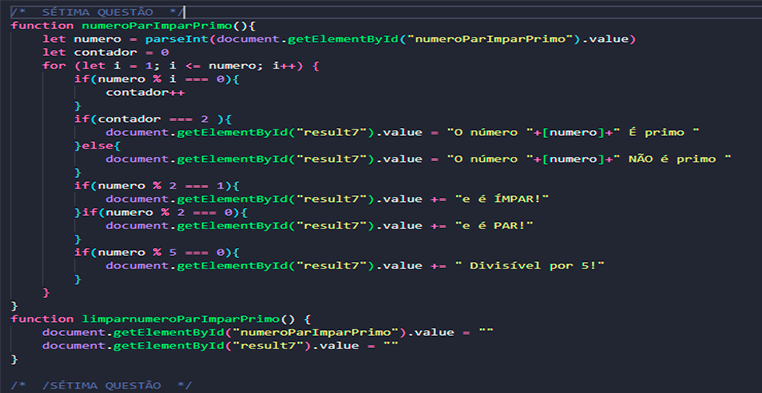 /*  SÉTIMA QUESTÃO  */
function numeroParImparPrimo(){
    let numero = parseInt(document.getElementById("numeroParImparPrimo").value)
    let contador = 0
    for (let i = 1; i <= numero; i++) {
        if(numero % i === 0){
            contador++
        }
        if(contador === 2 ){
            document.getElementById("result7").value = "O número "+[numero]+" É primo "
        }else{
            document.getElementById("result7").value = "O número "+[numero]+" NÃO é primo "
        }
        if(numero % 2 === 1){
            document.getElementById("result7").value += "e é ÍMPAR!"
        }if(numero % 2 === 0){
            document.getElementById("result7").value += "e é PAR!"
        }
        if(numero % 5 === 0){
            document.getElementById("result7").value += " Divisível por 5!"
        }
    }
}
function limparnumeroParImparPrimo() {
    document.getElementById("numeroParImparPrimo").value = ""
    document.getElementById("result7").value = ""
}
/*  /SÉTIMA QUESTÃO  */